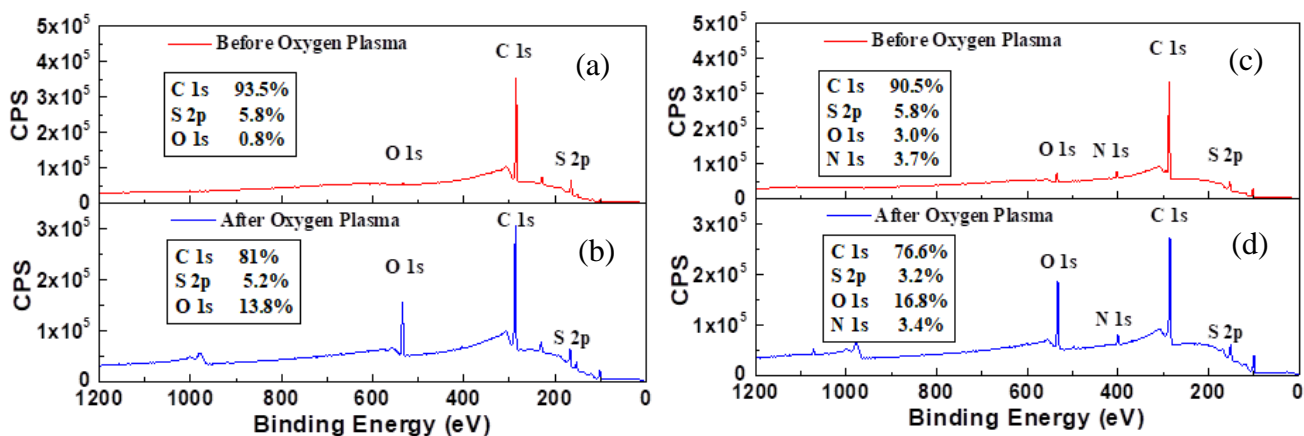 5x10⁵
4x10⁵
3x10⁵
2x10⁵
1x10⁵
0
CPS
Before Oxygen Plasma
(a)
C 1s
C 1s 93.5%
S 2p 5.8%
O 1s 0.8%
O 1s
S 2p
3x10⁵
2x10⁵
1x10⁵
0
CPS
After Oxygen Plasma
C 1s
(b)
C 1s 81%
S 2p 5.2%
O 1s 13.8%
O 1s
S 2p
1200 1000 800 600 400 200 0
Binding Energy (eV)
5x10⁵
4x10⁵
3x10⁵
2x10⁵
1x10⁵
0
CPS
Before Oxygen Plasma
(c)
C 1s
C 1s 90.5%
S 2p 5.8%
O 1s 3.0%
N 1s 3.7%
O 1s N 1s S 2p
3x10⁵
2x10⁵
1x10⁵
0
CPS
After Oxygen Plasma
C 1s
(d)
C 1s 76.6%
S 2p 3.2%
O 1s 16.8%
N 1s 3.4%
O 1s
N 1s
S 2p
1200 1000 800 600 400 200 0
Binding Energy (eV)